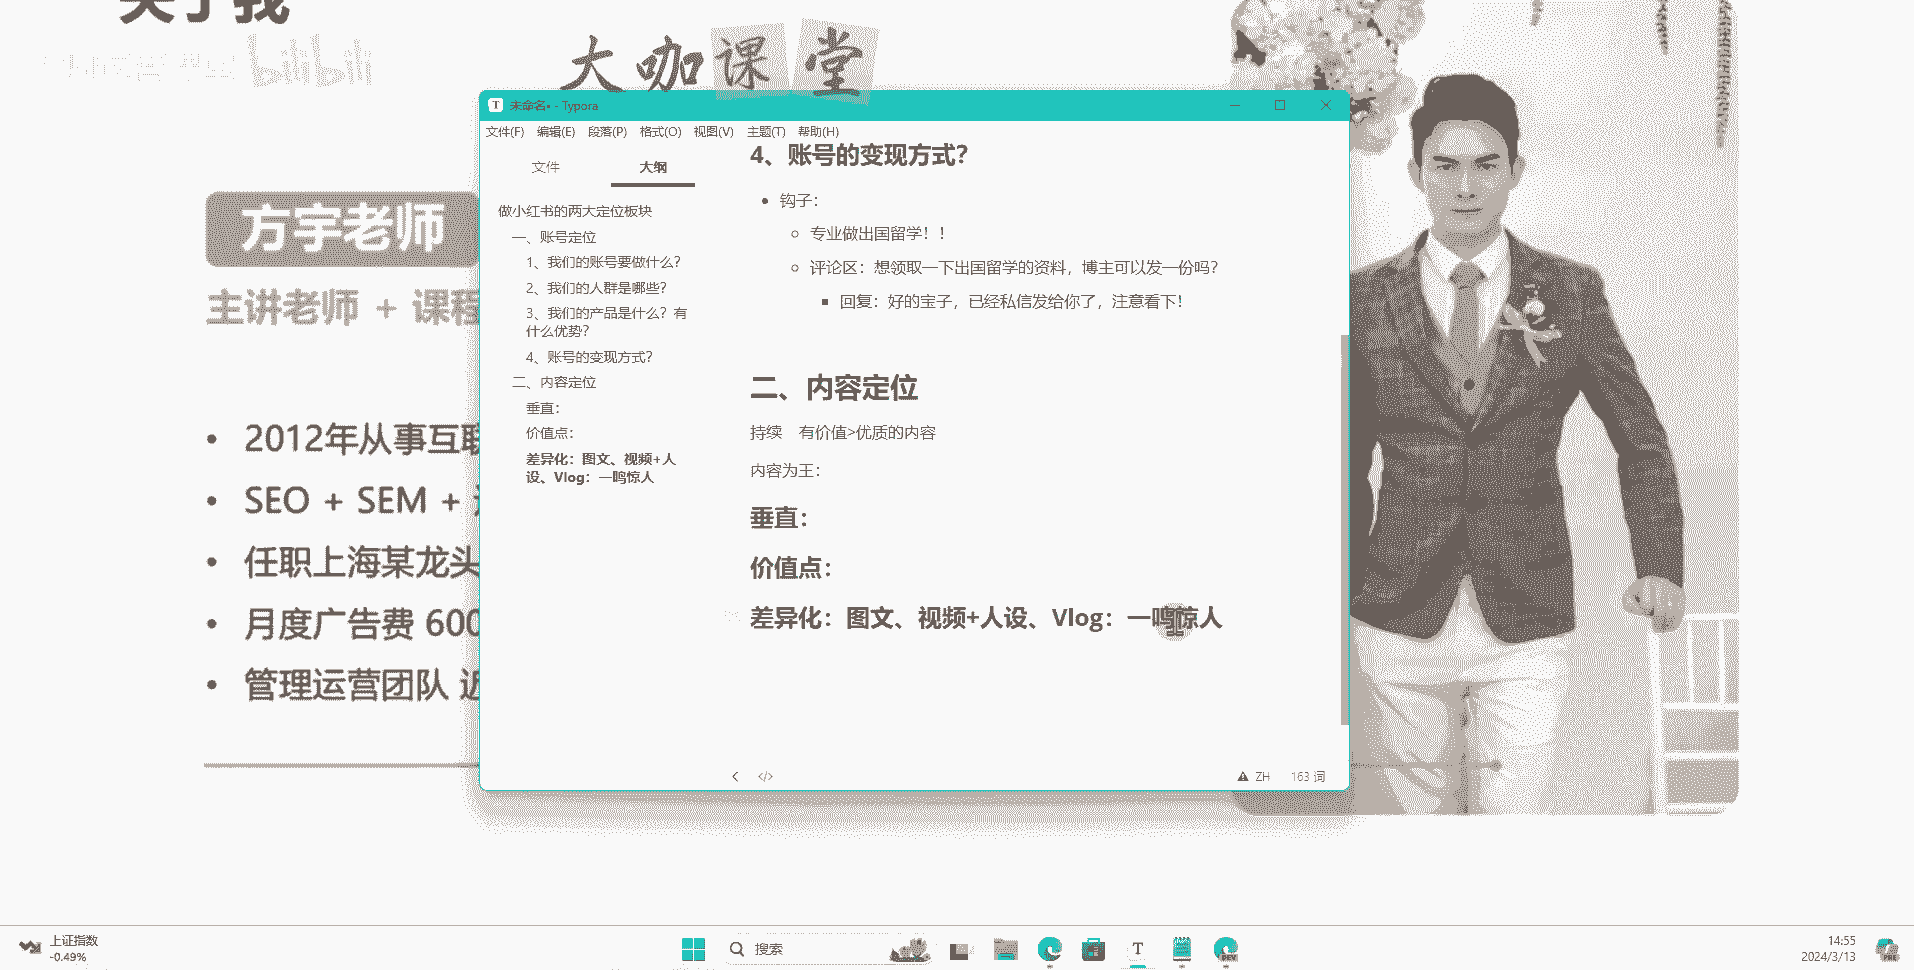 关于我
bilibili
大咖课堂
未命名• - Typora
文件(F) 编辑(E) 段落(P) 格式(O) 视图(V) 主题(T) 帮助(H)
文件 大纲
做小红书的两大定位板块
一、账号定位
1、我们的账号要做什么？
2、我们的人群是哪些？
3、我们的产品是什么？有
什么优势？
4、账号的变现方式？
二、内容定位
垂直：
价值点：
差异化：图文、视频+人
设、Vlog：一鸣惊人
4、账号的变现方式？
钩子：
专业做出国留学！！
评论区：想领取一下出国留学的资料，博主可以发一份吗？
回复：好的宝子，已经私信发给你了，注意看下！
二、内容定位
持续 有价值>优质的内容
内容为王：
垂直：
价值点：
差异化：图文、视频+人设、Vlog：一鸣惊人
ZH 163 词
方宇老师
主讲老师 + 课程
2012年从事互联
SEO + SEM +
任职上海某龙头
月度广告费 600
管理运营团队
上证指数
-0.49%
搜索
T
DEV
14:55
2024/3/13
PRE